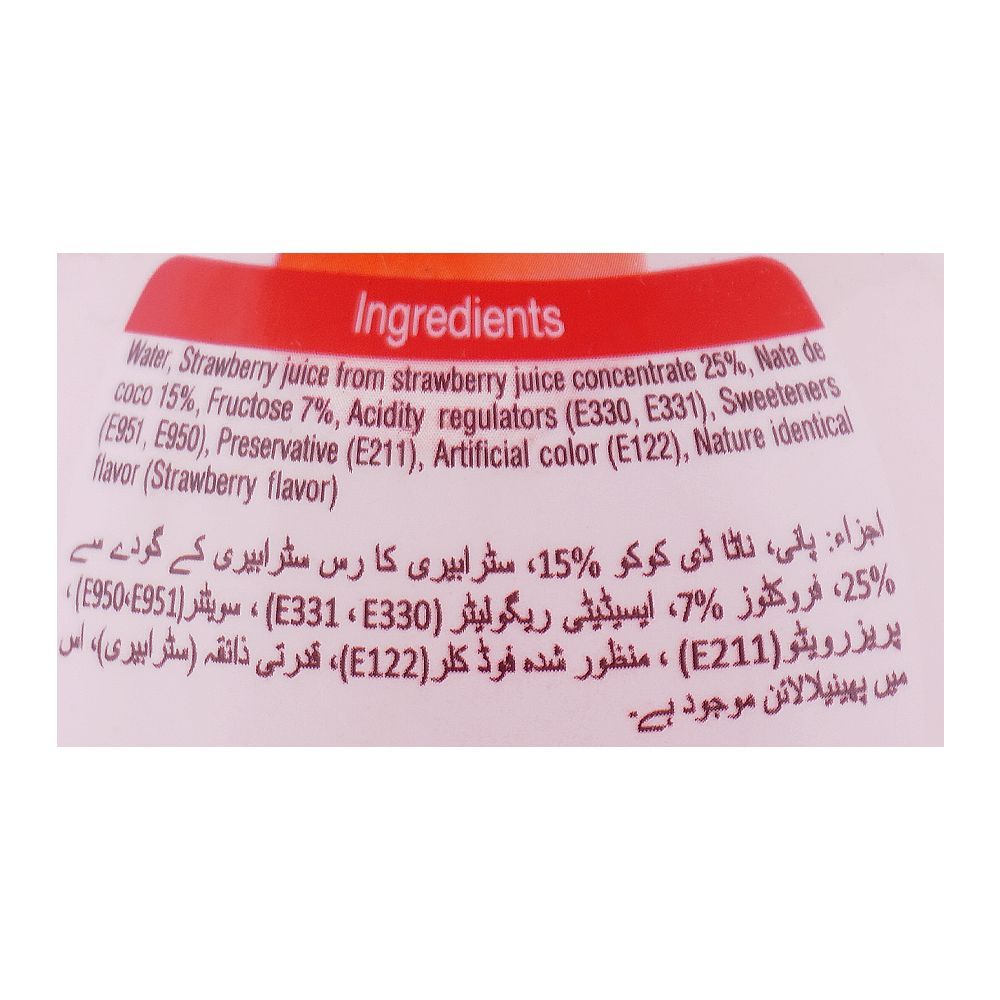 Ingredients
Water, Strawberry juice from strawberry juice concentrate 25%, Nata de
coco 15%, Fructose 7%, Acidity regulators (E330, E331), Sweeteners
(E951, E950), Preservative (E211), Artificial color (E122), Nature identical
flavor (Strawberry flavor)
اجزاء: پانی، ناٹا ڈی کوکو 15%، سٹرابیری کا رس سٹرابیری کے گودے سے
25%، فروکٹوز 7%، ایسیڈیٹی ریگولیٹر (E331 ،E330) ، سویٹنر(E950،E951)،
پریزرویٹو(E211) ، منظور شدہ فوڈ کلر(E122)، قدرتی ذائقہ (سٹرابیری)، اس
میں پھینیلالائن موجود ہے۔